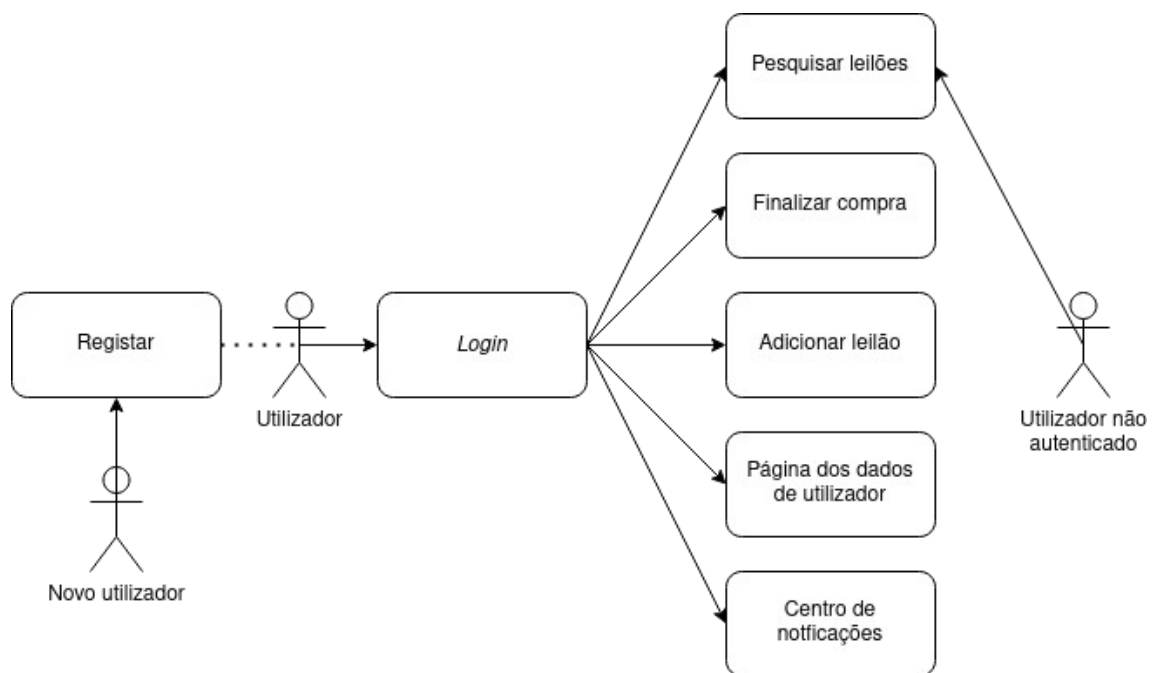 Pesquisar leilões
Finalizar compra
Registar
Utilizador
Login
Adicionar leilão
Utilizador não
autenticado
Novo utilizador
Página dos dados
de utilizador
Centro de
notficações